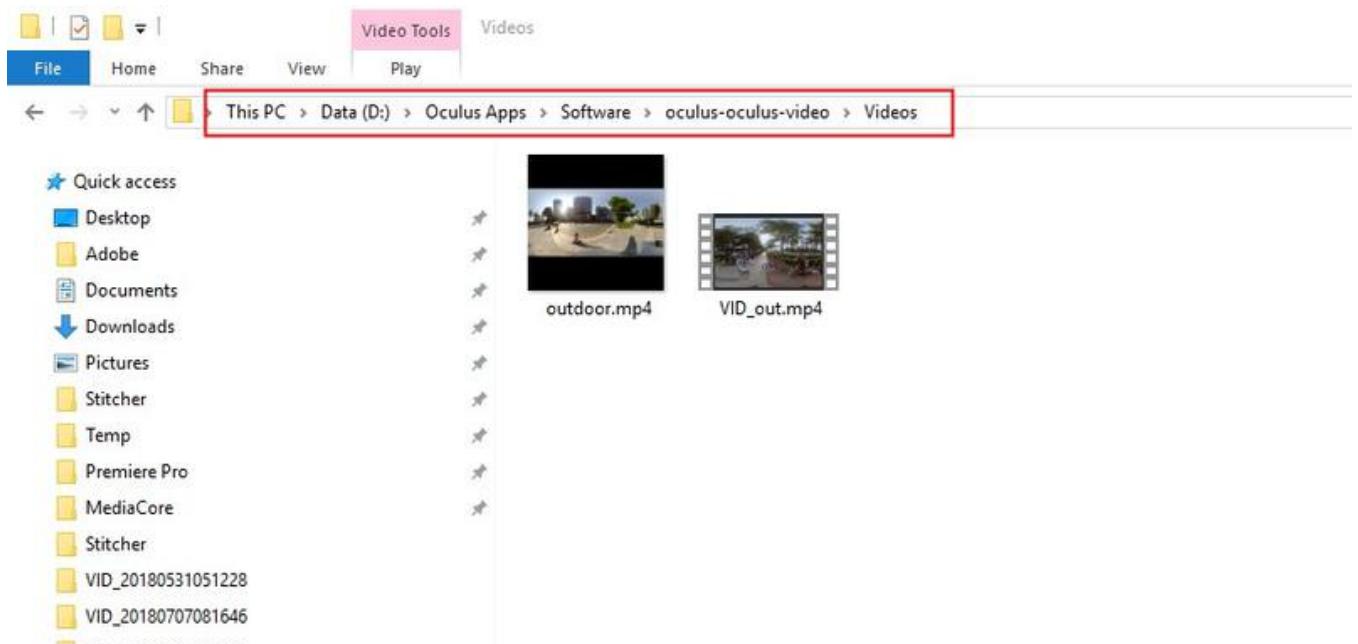 Video Tools Videos
File Home Share View Play
This PC > Data (D:) > Oculus Apps > Software > oculus-oculus-video > Videos
Quick access
Desktop
Adobe
Documents
Downloads
Pictures
Stitcher
Temp
Premiere Pro
MediaCore
Stitcher
VID_20180531051228
VID_20180707081646
outdoor.mp4
VID_out.mp4